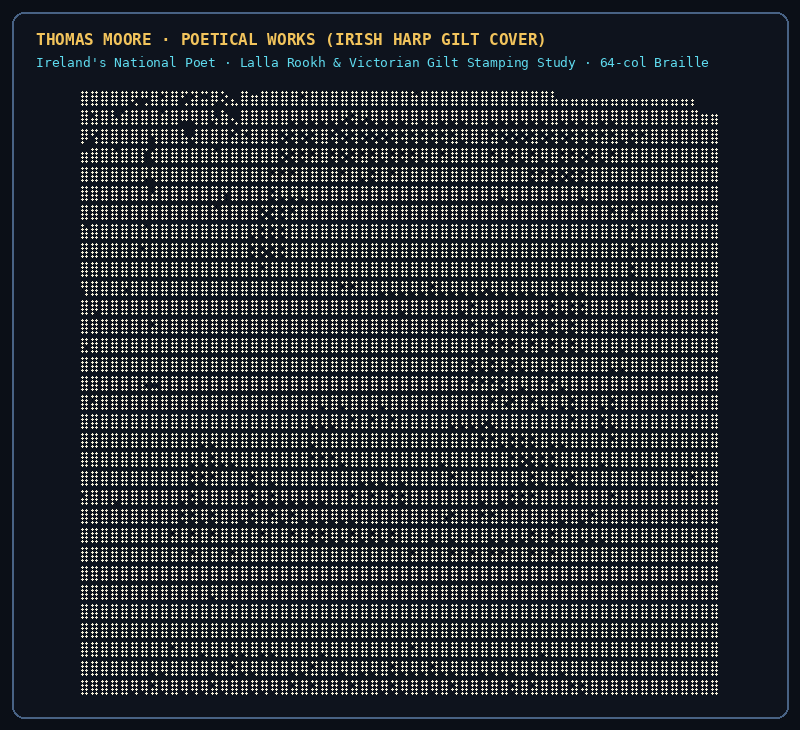 THOMAS MOORE · POETICAL WORKS (IRISH HARP GILT COVER)
Ireland's National Poet · Lalla Rookh & Victorian Gilt Stamping Study · 64-col Braille